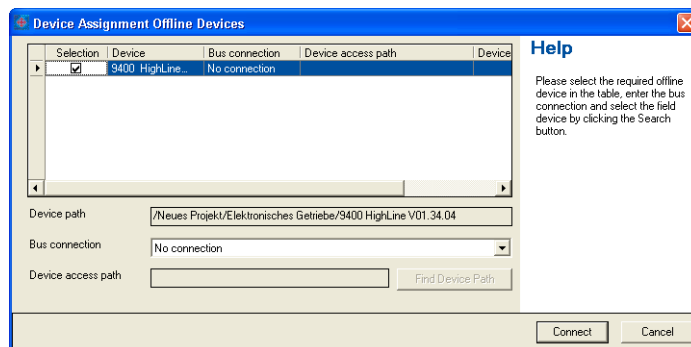 Device Assignment Offline Devices
Selection Device Bus connection Device access path Device
9400 HighLine... No connection
Device path /Neues Projekt/Elektronisches Getriebe/9400 HighLine V01.34.04
Bus connection No connection
Device access path Find Device Path
Help
Please select the required offline
device in the table, enter the bus
connection and select the field
device by clicking the Search
button.
Connect Cancel